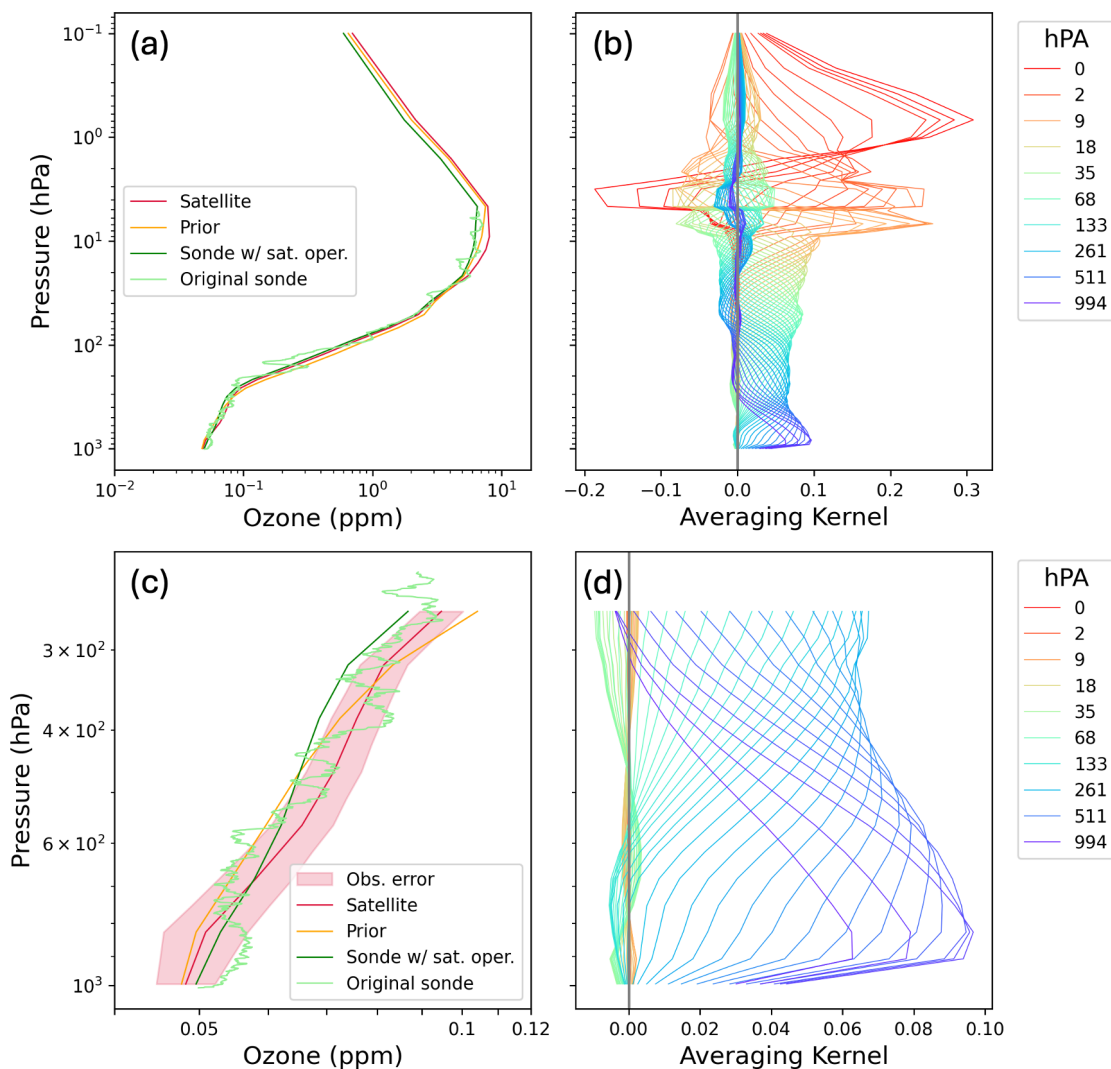 (a)
10⁻¹
10⁰
10¹
10²
10³
Pressure (hPa)
Satellite
Prior
Sonde w/ sat. oper.
Original sonde
10⁻²
10⁻¹
10⁰
10¹
Ozone (ppm)
(b)
−0.2
−0.1
0.0
0.1
0.2
0.3
Averaging Kernel
hPA
0
2
9
18
35
68
133
261
511
994
(c)
3 × 10²
4 × 10²
6 × 10²
10³
Pressure (hPa)
Obs. error
Satellite
Prior
Sonde w/ sat. oper.
Original sonde
0.05
0.1
0.12
Ozone (ppm)
(d)
0.00
0.02
0.04
0.06
0.08
0.10
Averaging Kernel
hPA
0
2
9
18
35
68
133
261
511
994